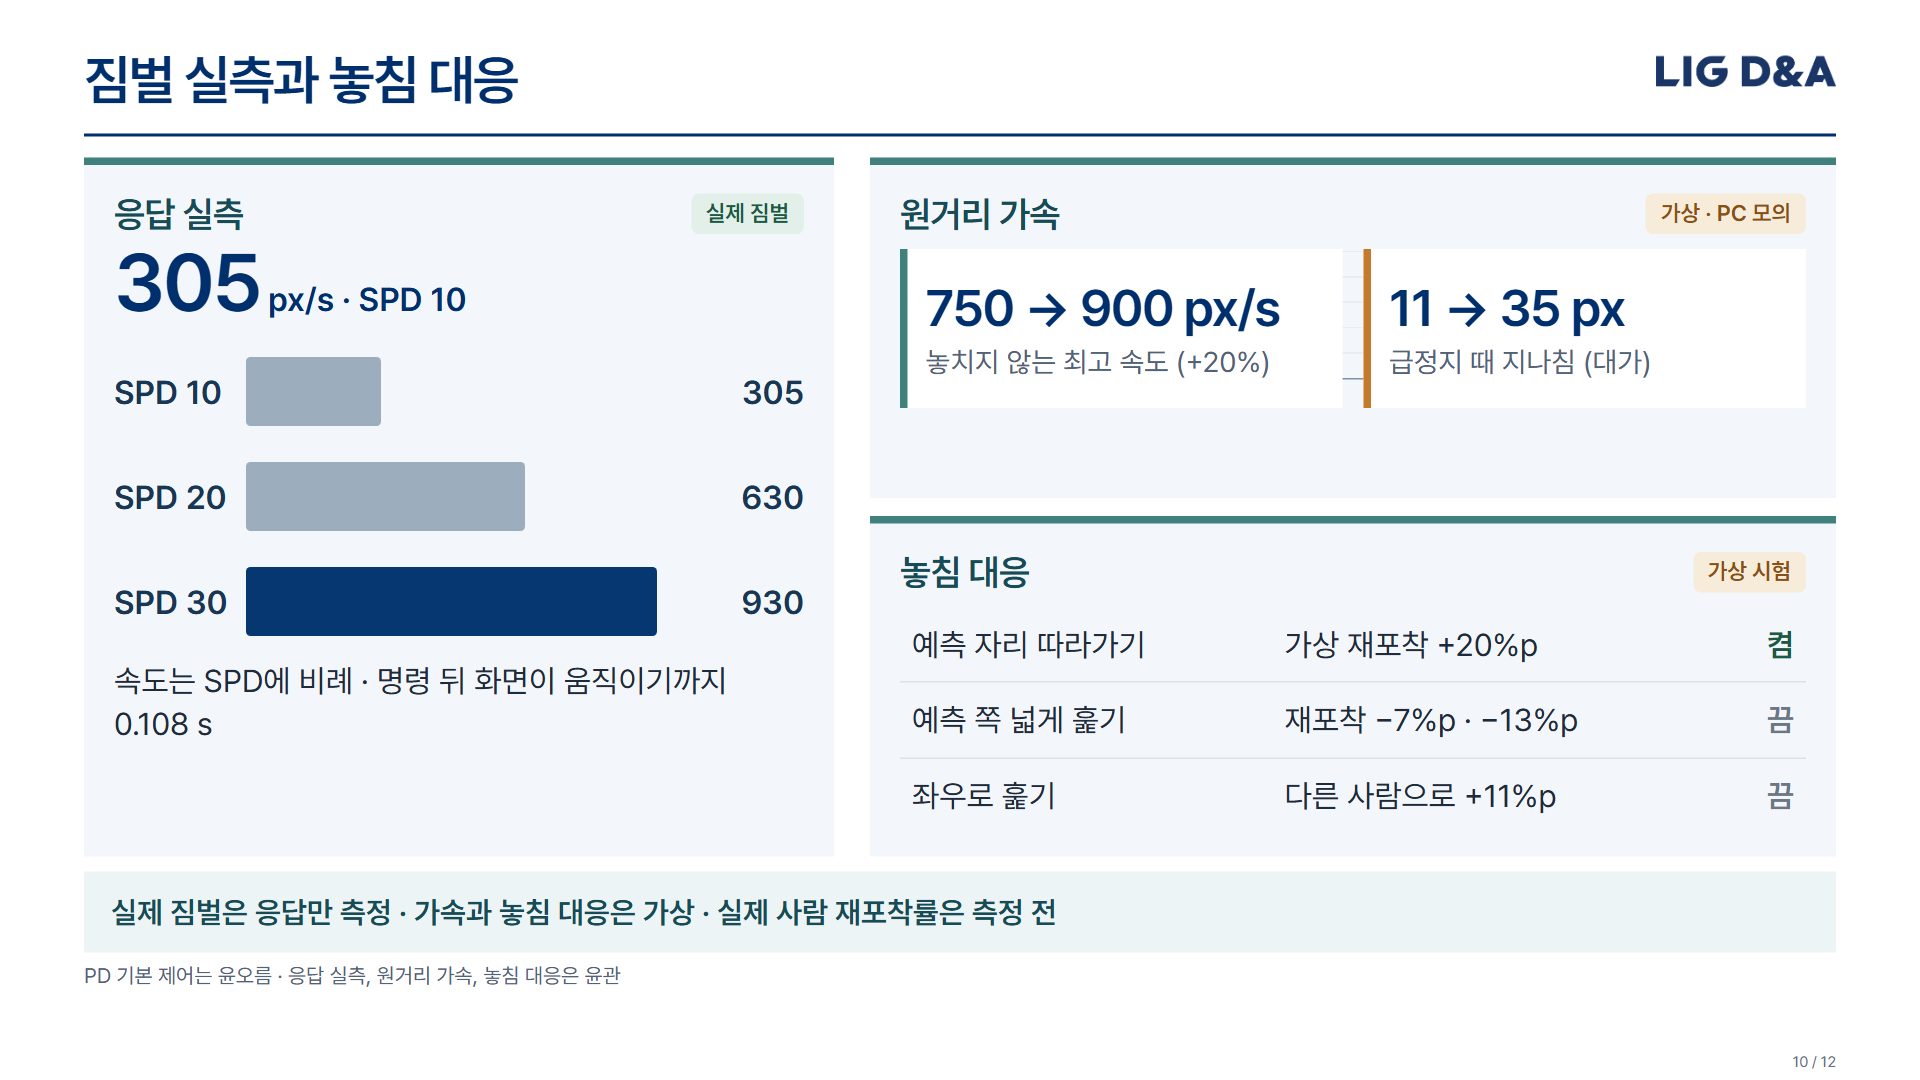 짐벌 실측과 놓침 대응
LIG D&A
응답 실측
실제 짐벌
305 px/s · SPD 10
SPD 10 305
SPD 20 630
SPD 30 930
속도는 SPD에 비례 · 명령 뒤 화면이 움직이기까지
0.108 s
원거리 가속
가상 · PC 모의
750 → 900 px/s
놓치지 않는 최고 속도 (+20%)
11 → 35 px
급정지 때 지나침 (대가)
놓침 대응
가상 시험
예측 자리 따라가기 가상 재포착 +20%p 켬
예측 쪽 넓게 훑기 재포착 −7%p · −13%p 끔
좌우로 훑기 다른 사람으로 +11%p 끔
실제 짐벌은 응답만 측정 · 가속과 놓침 대응은 가상 · 실제 사람 재포착률은 측정 전
PD 기본 제어는 윤오름 · 응답 실측, 원거리 가속, 놓침 대응은 윤관
10 / 12